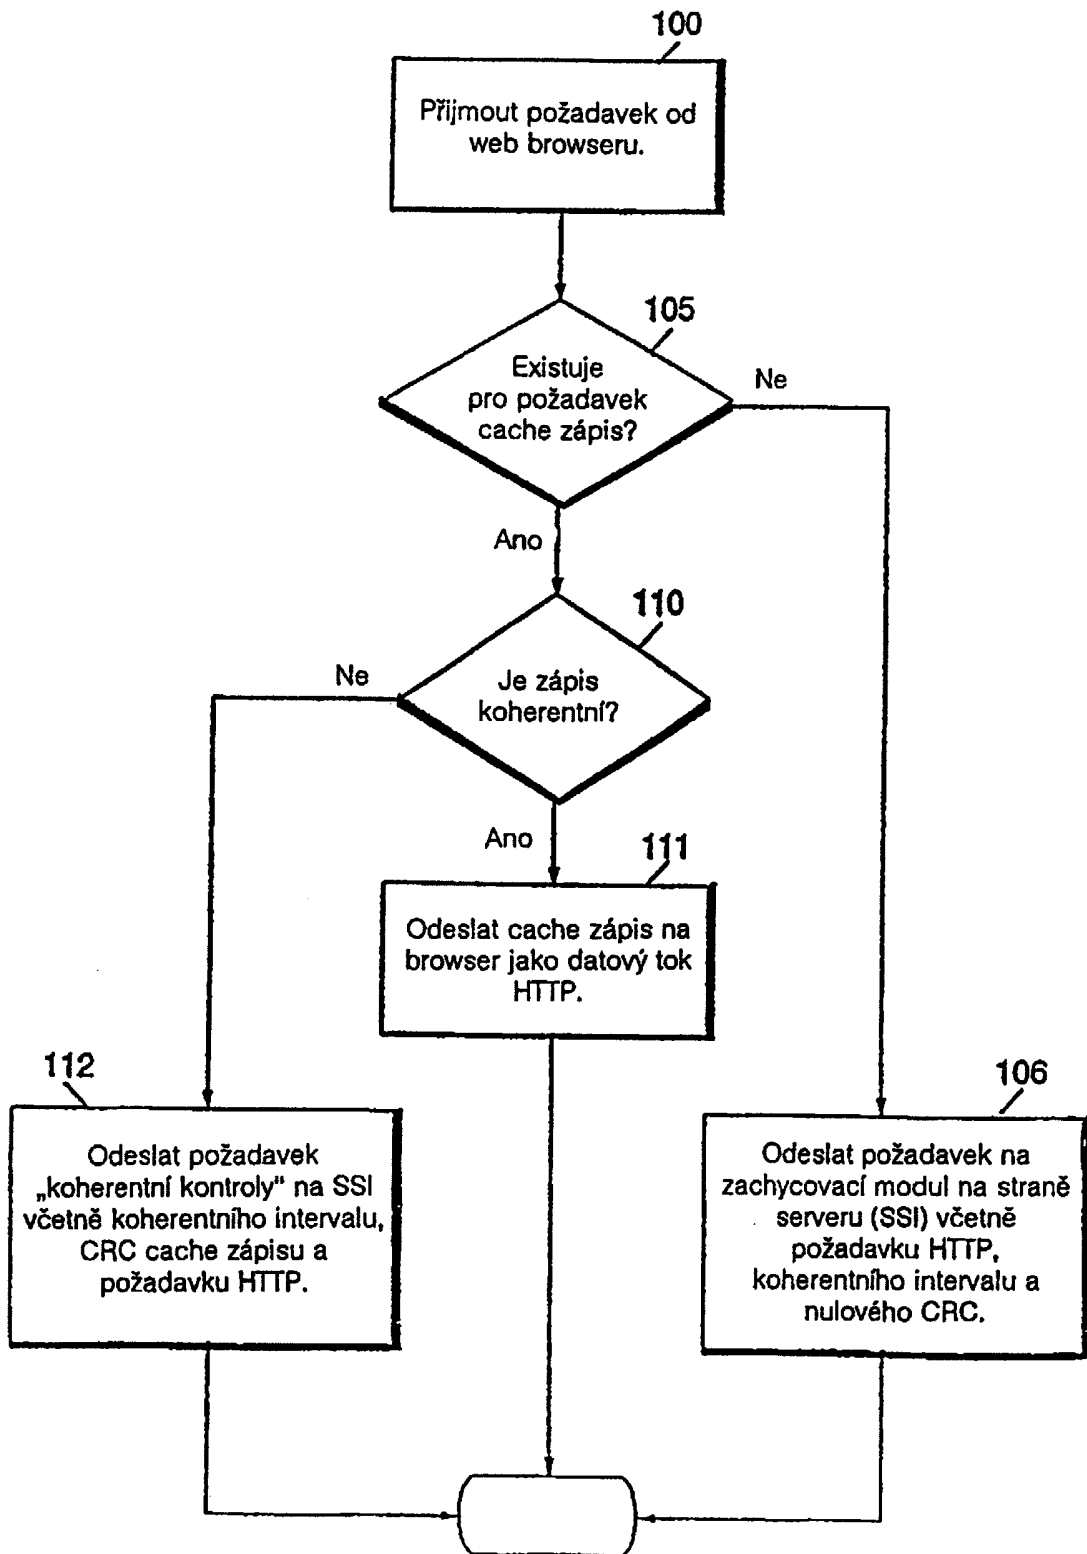 100
Přijmout požadavek od
web browseru.
105
Existuje
pro požadavek
cache zápis?
Ne
Ano
110
Je zápis
koherentní?
Ne
Ano
111
Odeslat cache zápis na
browser jako datový tok
HTTP.
112
Odeslat požadavek
„koherentní kontroly" na SSI
včetně koherentního intervalu,
CRC cache zápisu a
požadavku HTTP.
106
Odeslat požadavek na
zachycovací modul na straně
serveru (SSI) včetně
požadavku HTTP,
koherentního intervalu a
nulového CRC.